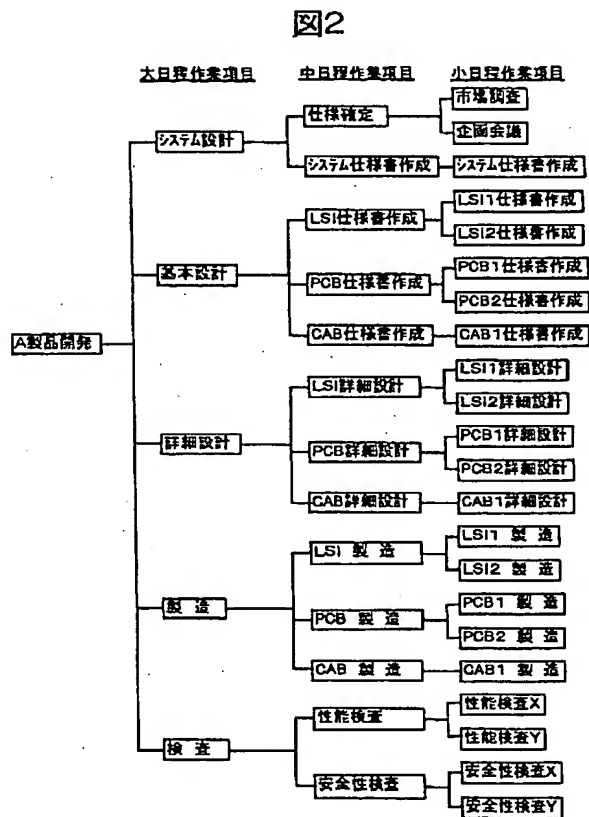 図2
大日程作業項目 中日程作業項目 小日程作業項目
A製品開発
システム設計
仕様確定
市場調査
企画会議
システム仕様書作成
システム仕様書作成
基本設計
LSI仕様書作成
LSI1仕様書作成
LSI2仕様書作成
PCB仕様書作成
PCB1仕様書作成
PCB2仕様書作成
CAB仕様書作成
CAB1仕様書作成
詳細設計
LSI詳細設計
LSI1詳細設計
LSI2詳細設計
PCB詳細設計
PCB1詳細設計
PCB2詳細設計
CAB詳細設計
CAB1詳細設計
製造
LSI 製造
LSI1 製造
LSI2 製造
PCB 製造
PCB1 製造
PCB2 製造
CAB 製造
CAB1 製造
検査
性能検査
性能検査X
性能検査Y
安全性検査
安全性検査X
安全性検査Y